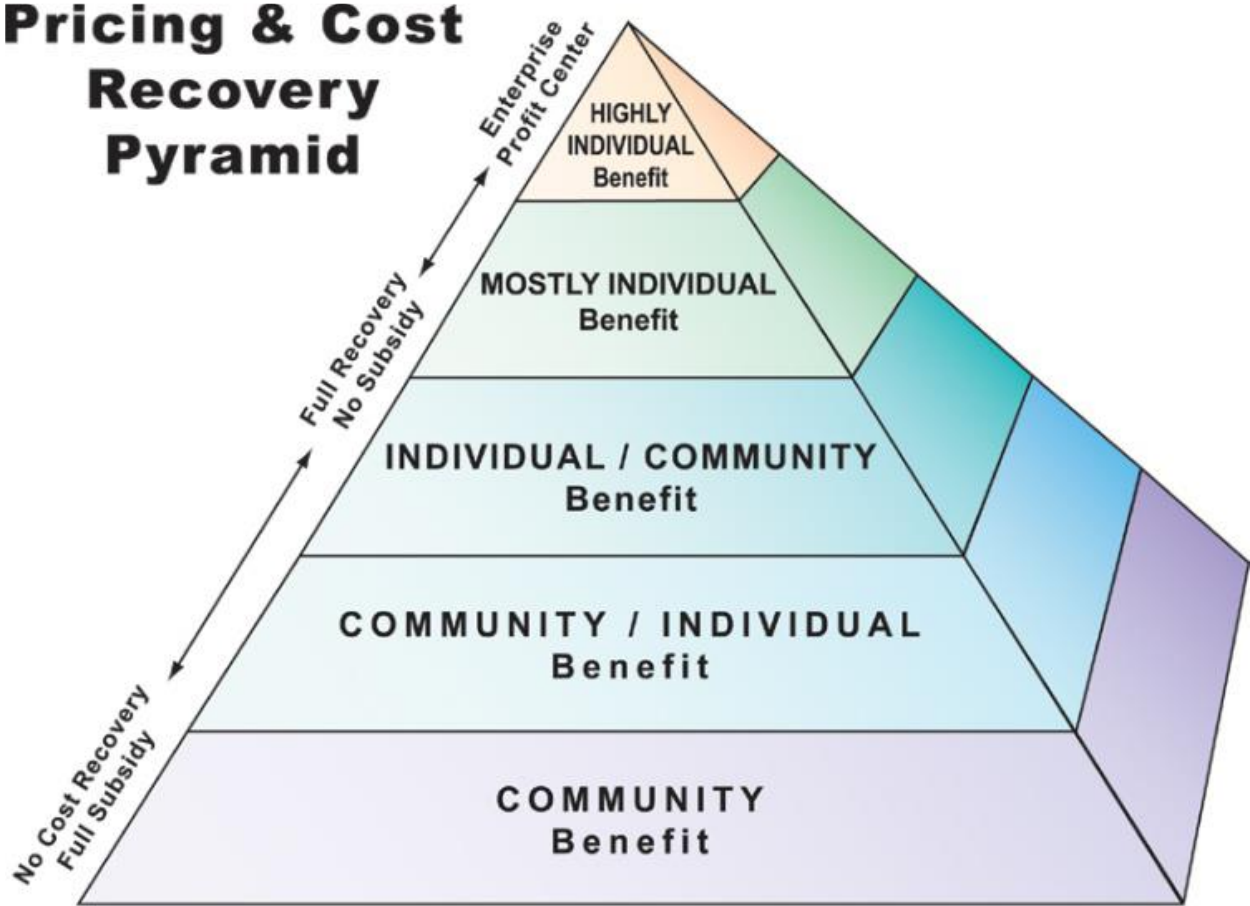 Pricing & Cost
Recovery
Pyramid
Enterprise
Profit Center
Full Recovery
No Subsidy
No Cost Recovery
Full Subsidy
HIGHLY
INDIVIDUAL
Benefit
MOSTLY INDIVIDUAL
Benefit
INDIVIDUAL / COMMUNITY
Benefit
COMMUNITY / INDIVIDUAL
Benefit
COMMUNITY
Benefit